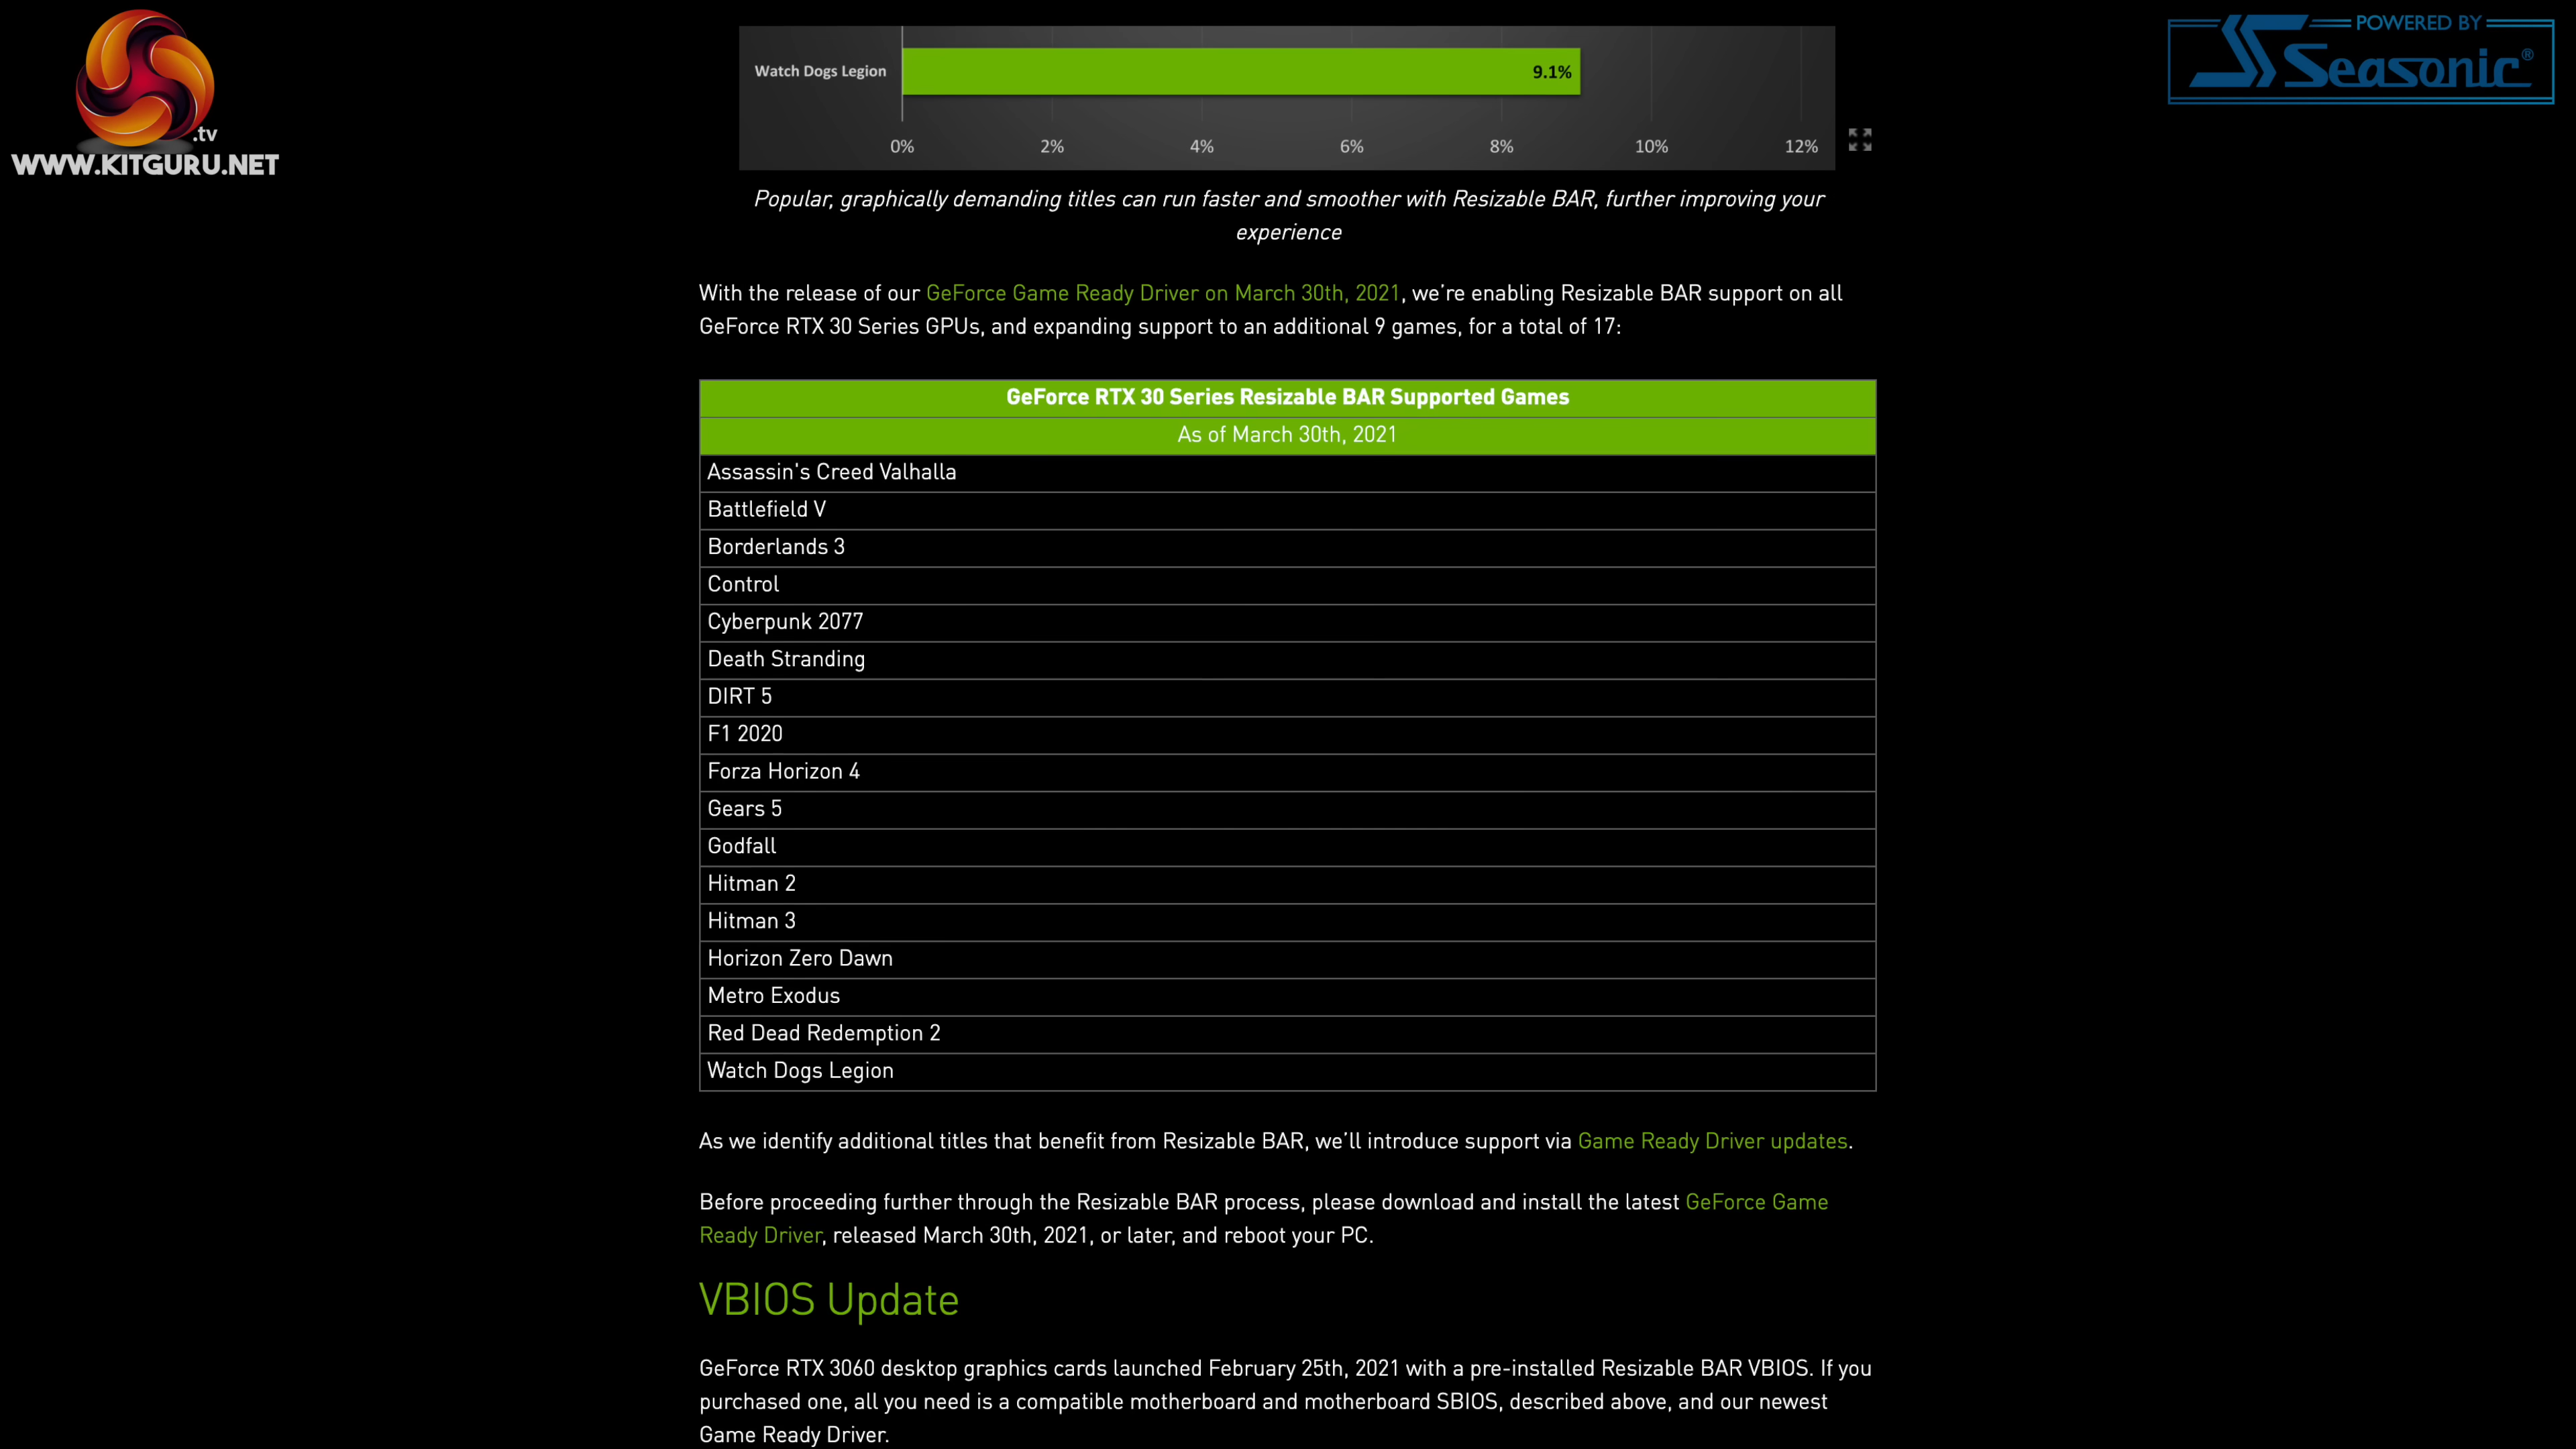 .tv
WWW.KITGURU.NET
POWERED BY
Seasonic®
Watch Dogs Legion
9.1%
0% 2% 4% 6% 8% 10% 12%
Popular, graphically demanding titles can run faster and smoother with Resizable BAR, further improving your
experience
With the release of our GeForce Game Ready Driver on March 30th, 2021, we’re enabling Resizable BAR support on all
GeForce RTX 30 Series GPUs, and expanding support to an additional 9 games, for a total of 17:
GeForce RTX 30 Series Resizable BAR Supported Games
As of March 30th, 2021
Assassin's Creed Valhalla
Battlefield V
Borderlands 3
Control
Cyberpunk 2077
Death Stranding
DIRT 5
F1 2020
Forza Horizon 4
Gears 5
Godfall
Hitman 2
Hitman 3
Horizon Zero Dawn
Metro Exodus
Red Dead Redemption 2
Watch Dogs Legion
As we identify additional titles that benefit from Resizable BAR, we’ll introduce support via Game Ready Driver updates.
Before proceeding further through the Resizable BAR process, please download and install the latest GeForce Game
Ready Driver, released March 30th, 2021, or later, and reboot your PC.
VBIOS Update
GeForce RTX 3060 desktop graphics cards launched February 25th, 2021 with a pre-installed Resizable BAR VBIOS. If you
purchased one, all you need is a compatible motherboard and motherboard SBIOS, described above, and our newest
Game Ready Driver.